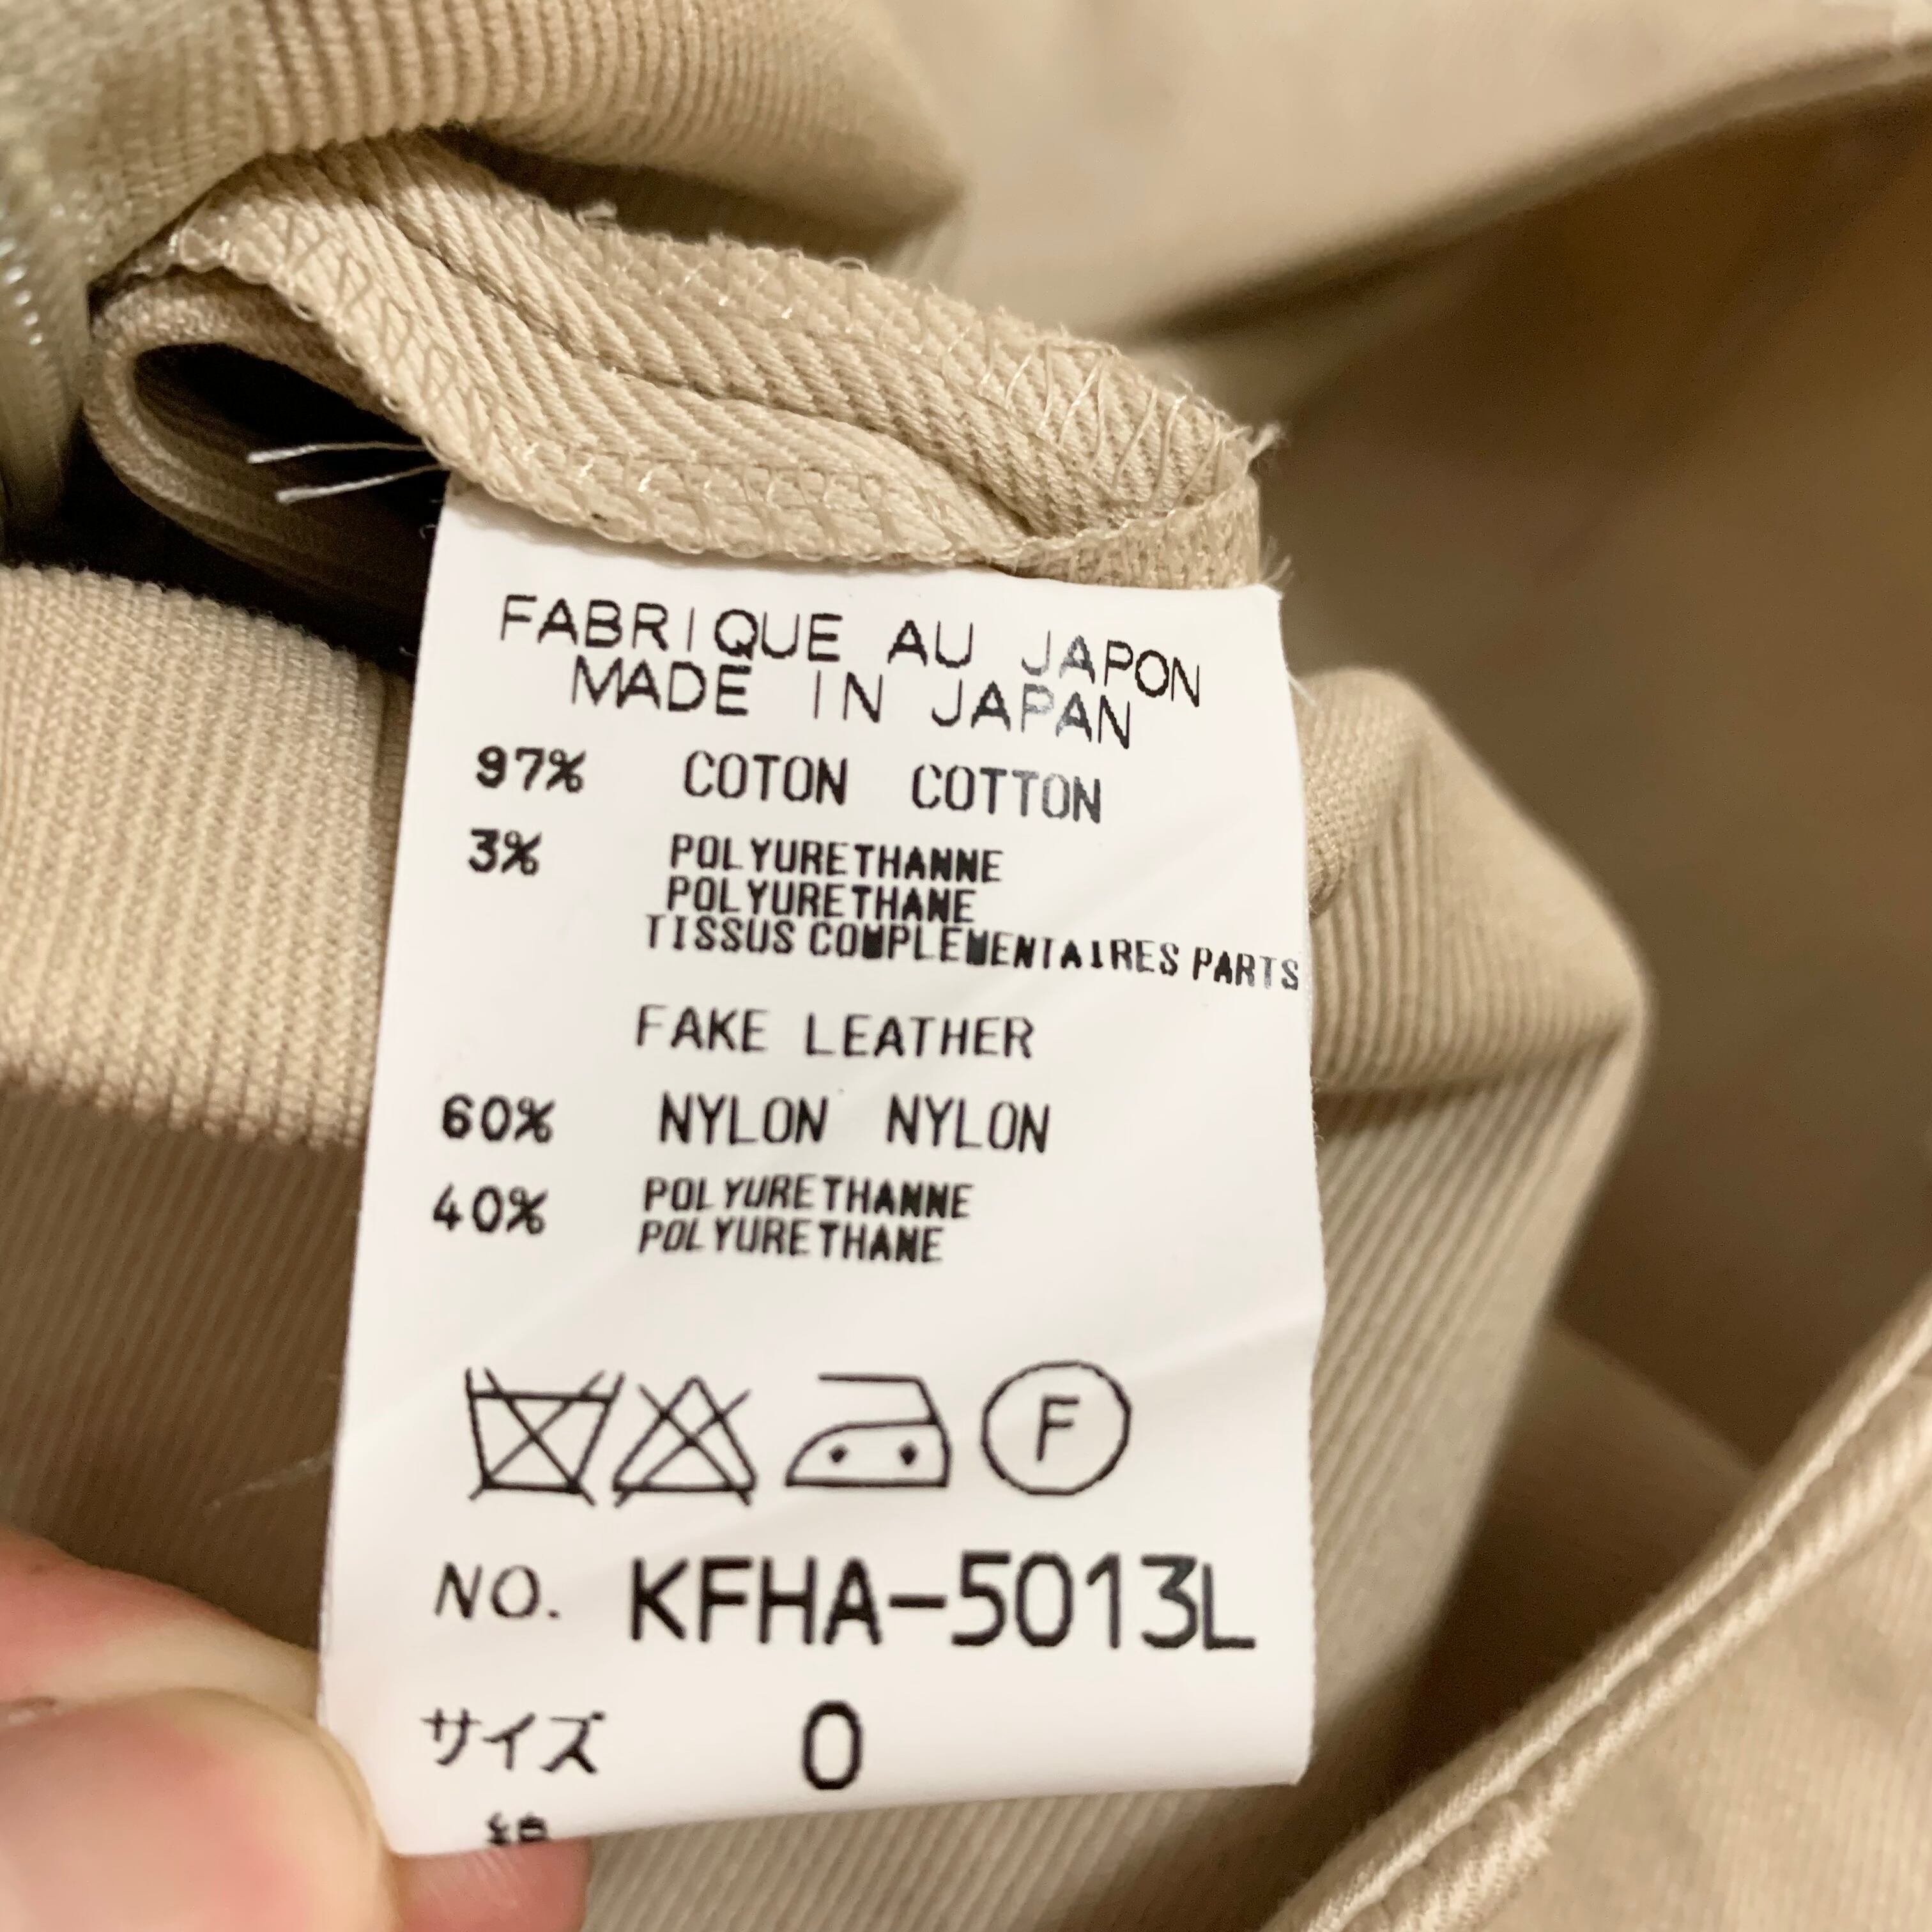 FABRIQUE AU JAPON
MADE IN JAPAN
97% COTON COTTON
3% POLYURETHANNE
POLYURETHANE
TISSUS COMPLEMENTAIRES PARTS
FAKE LEATHER
60% NYLON NYLON
40% POLYURETHANNE
POLYURETHANE
F
NO. KFHA-5013L
サイズ 0